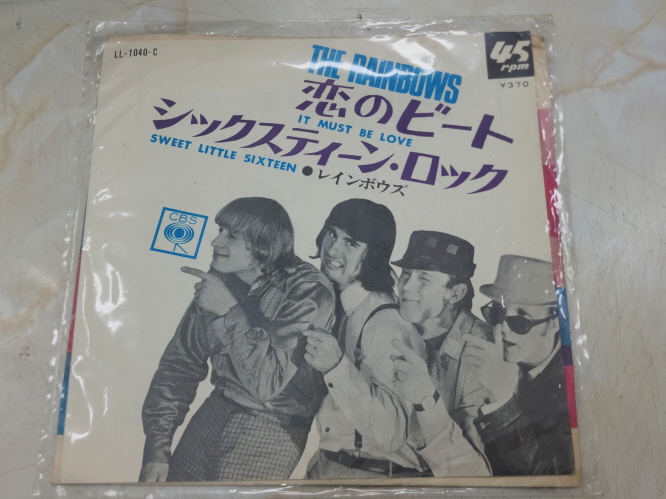 LL-1040-C
45
rpm
¥370
THE RAINBOWS
恋のビート
IT MUST BE LOVE
シックスティーン・ロック
SWEET LITTLE SIXTEEN ●レインボウズ
CBS